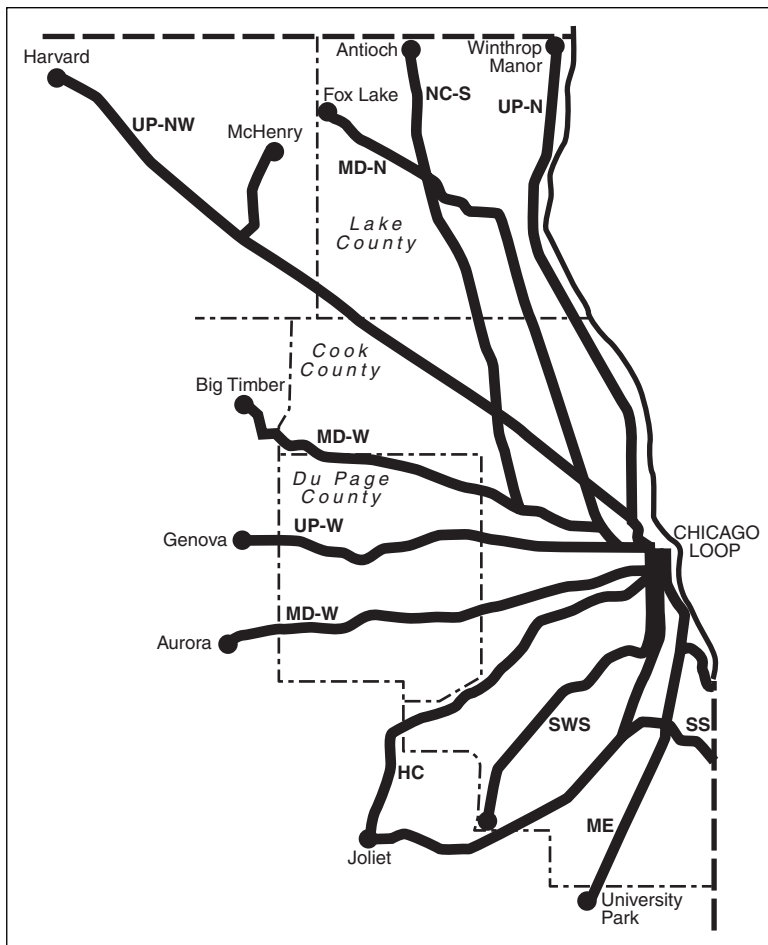 Harvard
Antioch
Winthrop
Manor
Fox Lake
NC-S
UP-N
UP-NW
McHenry
MD-N
Lake
County
Cook
County
Big Timber
MD-W
Du Page
County
UP-W
Genova
CHICAGO
LOOP
MD-W
Aurora
SWS
SS
HC
ME
Joliet
University
Park